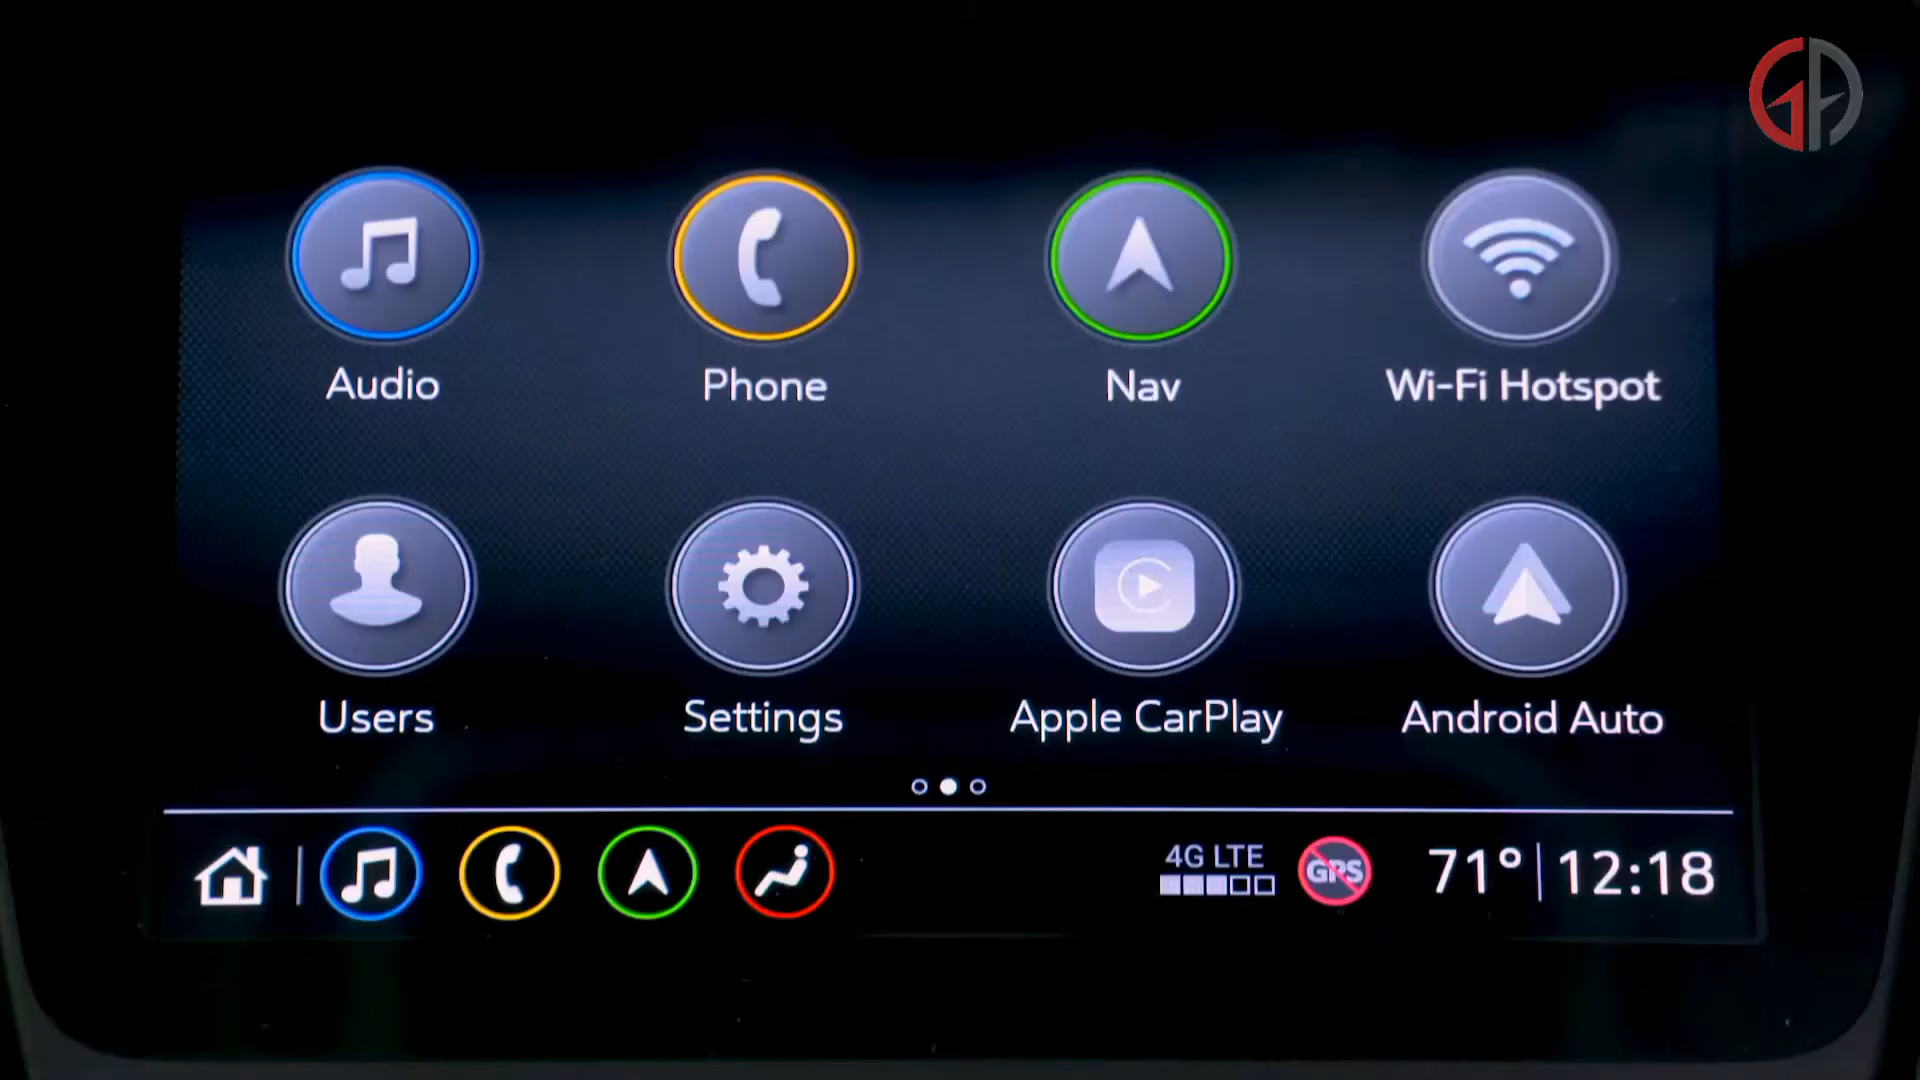 Audio
Phone
Nav
Wi-Fi Hotspot
Users
Settings
Apple CarPlay
Android Auto
4G LTE
GPS
71° 12:18